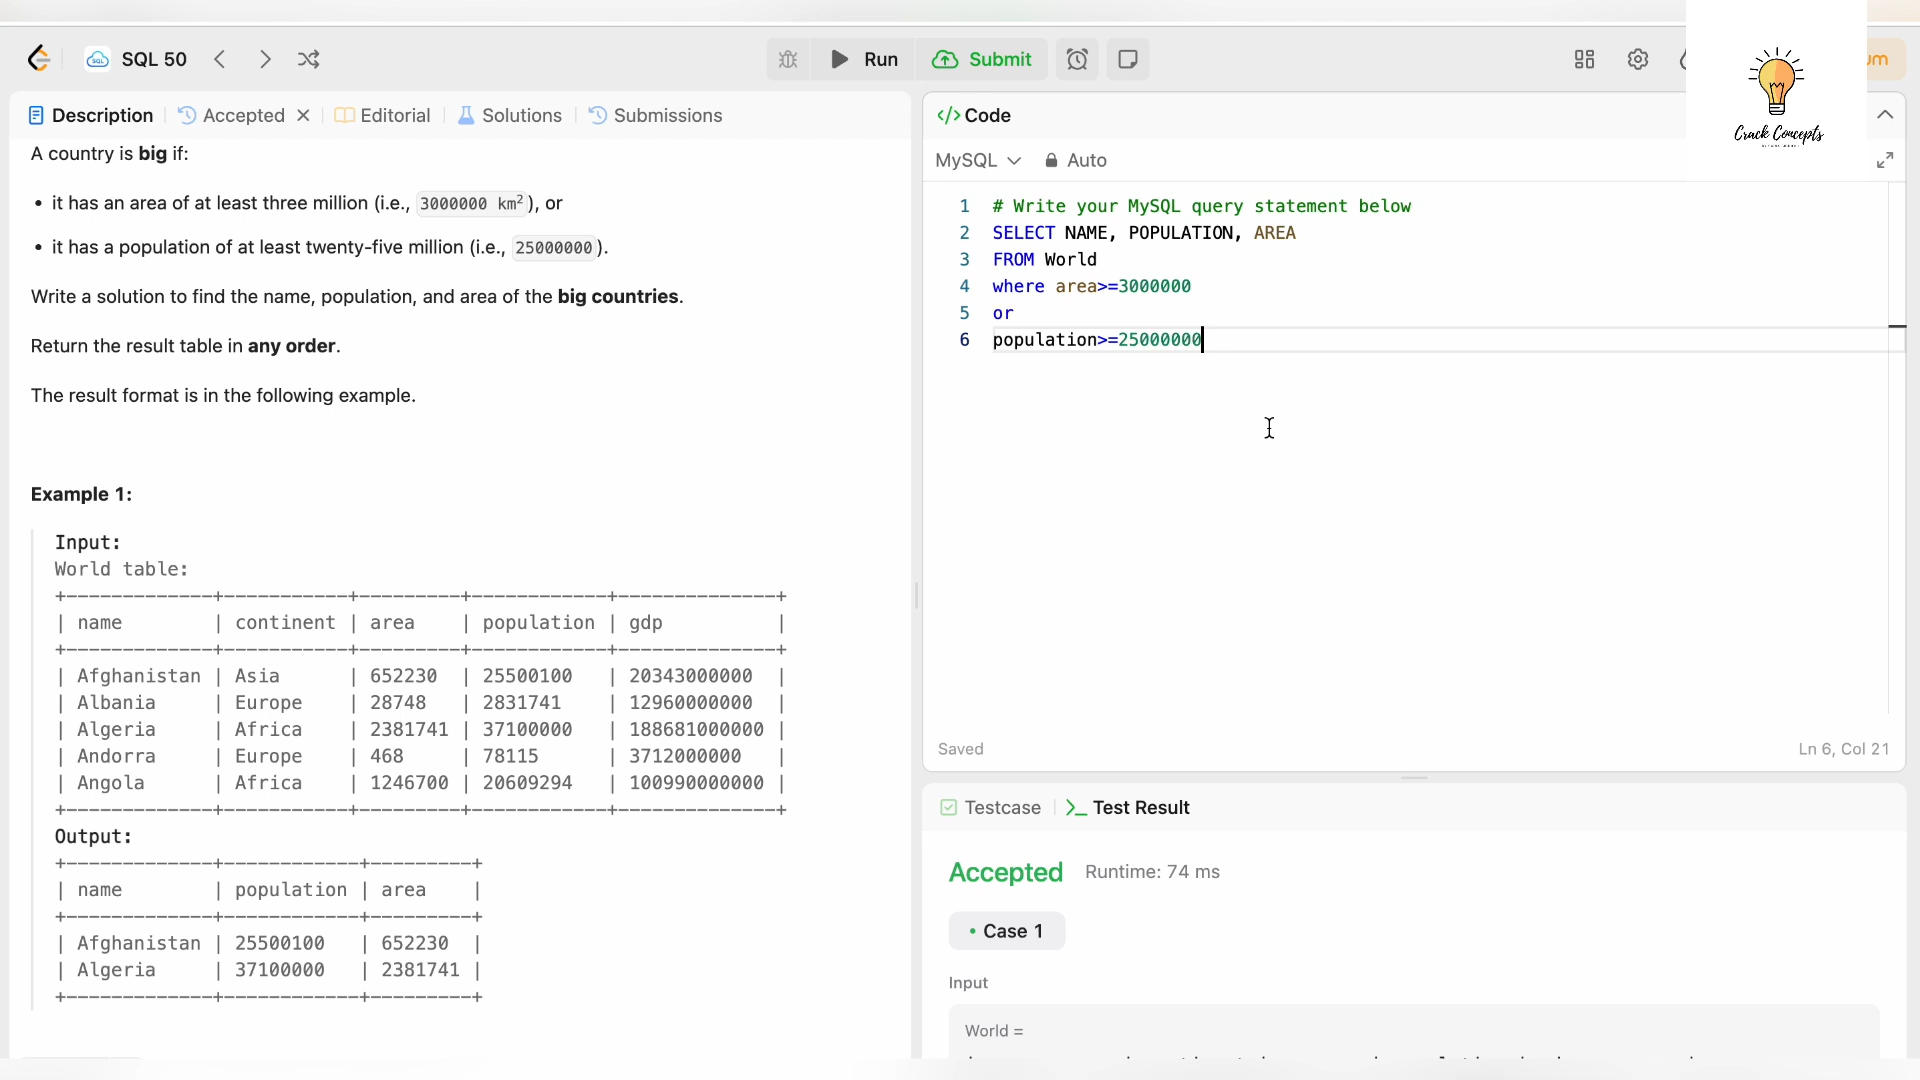 SQL 50
Run
Submit
um
Crack Concepts
Description
Accepted
Editorial
Solutions
Submissions
A country is big if:
• it has an area of at least three million (i.e., 3000000 km²), or
• it has a population of at least twenty-five million (i.e., 25000000).
Write a solution to find the name, population, and area of the big countries.
Return the result table in any order.
The result format is in the following example.
Example 1:
Input:
World table:
+-------------+-----------+---------+------------+--------------+
| name        | continent | area    | population | gdp          |
+-------------+-----------+---------+------------+--------------+
| Afghanistan | Asia      | 652230  | 25500100   | 20343000000  |
| Albania     | Europe    | 28748   | 2831741    | 12960000000  |
| Algeria     | Africa    | 2381741 | 37100000   | 188681000000 |
| Andorra     | Europe    | 468     | 78115      | 3712000000   |
| Angola      | Africa    | 1246700 | 20609294   | 100990000000 |
+-------------+-----------+---------+------------+--------------+
Output:
+-------------+------------+---------+
| name        | population | area    |
+-------------+------------+---------+
| Afghanistan | 25500100   | 652230  |
| Algeria     | 37100000   | 2381741 |
+-------------+------------+---------+
</> Code
MySQL
Auto
1 # Write your MySQL query statement below
2 SELECT NAME, POPULATION, AREA
3 FROM World
4 where area>=3000000
5 or
6 population>=25000000
Saved
Ln 6, Col 21
Testcase
Test Result
Accepted
Runtime: 74 ms
• Case 1
Input
World =